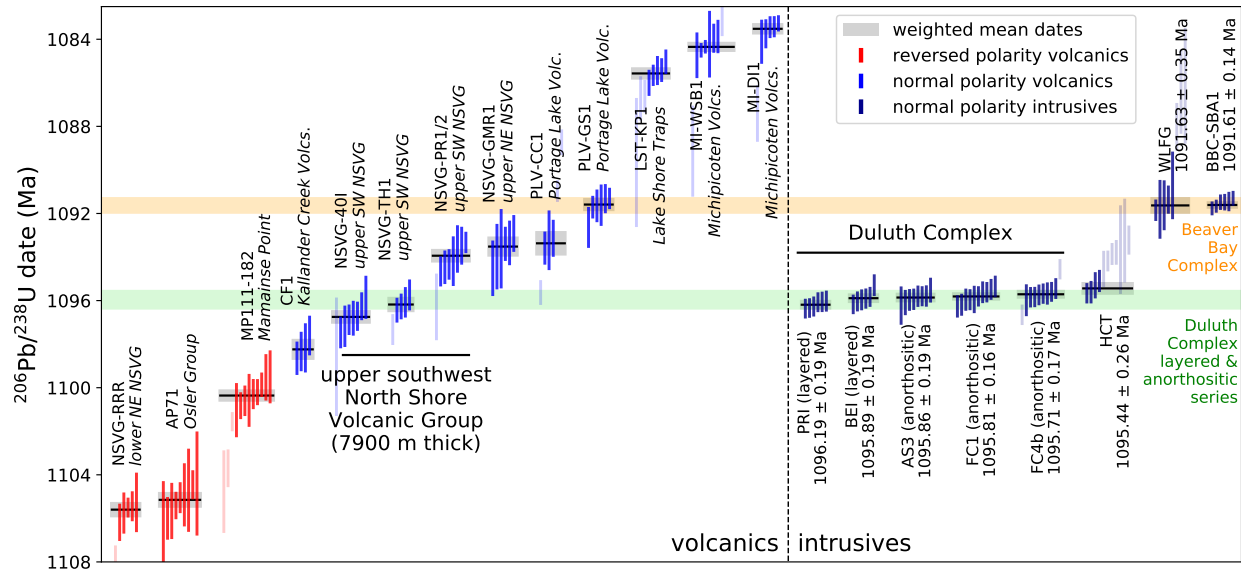 206Pb/238U date (Ma)
1084
1088
1092
1096
1100
1104
1108
NSVG-RRR
lower NE NSVG
AP71
Osler Group
MP111-182
Mamainse Point
CF1
Kallander Creek Volcs.
NSVG-40I
upper SW NSVG
NSVG-TH1
upper SW NSVG
NSVG-PR1/2
upper SW NSVG
NSVG-GMR1
upper NE NSVG
PLV-CC1
Portage Lake Volc.
PLV-GS1
Portage Lake Volc.
LST-KP1
Lake Shore Traps
MI-WSB1
Michipicoten Volcs.
MI-DI1
Michipicoten Volcs.
upper southwest
North Shore
Volcanic Group
(7900 m thick)
weighted mean dates
reversed polarity volcanics
normal polarity volcanics
normal polarity intrusives
Duluth Complex
PRI (layered)
1096.19 ± 0.19 Ma
BEI (layered)
1095.89 ± 0.19 Ma
AS3 (anorthositic)
1095.86 ± 0.19 Ma
FC1 (anorthositic)
1095.81 ± 0.16 Ma
FC4b (anorthositic)
1095.71 ± 0.17 Ma
HCT
1095.44 ± 0.26 Ma
WLFG
1091.63 ± 0.35 Ma
BBC-SBA1
1091.61 ± 0.14 Ma
Beaver
Bay
Complex
Duluth
Complex
layered &
anorthositic
series
volcanics
intrusives